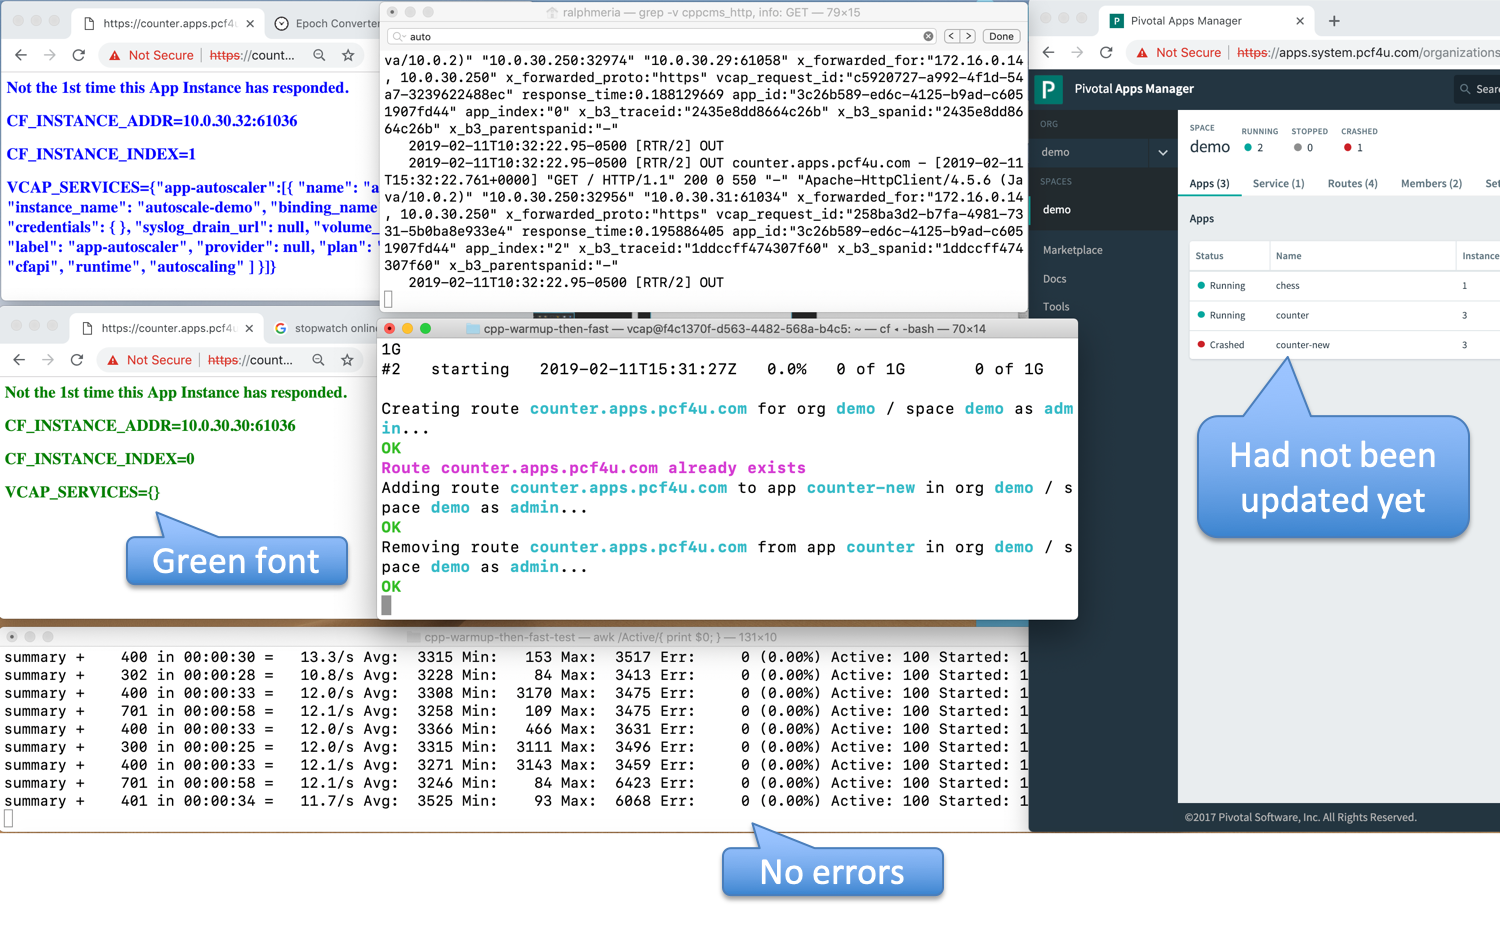 https://counter.apps.pcf4u
Epoch Converter
Not Secure | https://count...
Not the 1st time this App Instance has responded.
CF_INSTANCE_ADDR=10.0.30.32:61036
CF_INSTANCE_INDEX=1
VCAP_SERVICES={"app-autoscaler":[{ "name": "a
"instance_name": "autoscale-demo", "binding_name
"credentials": { }, "syslog_drain_url": null, "volume_
"label": "app-autoscaler", "provider": null, "plan": "
"cfapi", "runtime", "autoscaling" ] }]}
https://counter.apps.pcf4u
stopwatch online
Not Secure | https://count...
Not the 1st time this App Instance has responded.
CF_INSTANCE_ADDR=10.0.30.30:61036
CF_INSTANCE_INDEX=0
VCAP_SERVICES={}
Green font
ralphmeria — grep -v cppcms_http, info: GET — 79×15
auto
Done
va/10.0.2)" "10.0.30.250:32974" "10.0.30.29:61058" x_forwarded_for:"172.16.0.14
, 10.0.30.250" x_forwarded_proto:"https" vcap_request_id:"c5920727-a992-4f1d-54
a7-3239622488ec" response_time:0.188129669 app_id:"3c26b589-ed6c-4125-b9ad-c605
1907fd44" app_index:"0" x_b3_traceid:"2435e8dd8664c26b" x_b3_spanid:"2435e8dd86
64c26b" x_b3_parentspanid:"-"
2019-02-11T10:32:22.95-0500 [RTR/2] OUT
2019-02-11T10:32:22.95-0500 [RTR/2] OUT counter.apps.pcf4u.com - [2019-02-11
T15:32:22.761+0000] "GET / HTTP/1.1" 200 0 550 "-" "Apache-HttpClient/4.5.6 (Ja
va/10.0.2)" "10.0.30.250:32956" "10.0.30.31:61034" x_forwarded_for:"172.16.0.14
, 10.0.30.250" x_forwarded_proto:"https" vcap_request_id:"258ba3d2-b7fa-4981-73
31-5b0ba8e933e4" response_time:0.195886405 app_id:"3c26b589-ed6c-4125-b9ad-c605
1907fd44" app_index:"2" x_b3_traceid:"1ddccff474307f60" x_b3_spanid:"1ddccff474
307f60" x_b3_parentspanid:"-"
2019-02-11T10:32:22.95-0500 [RTR/2] OUT
cpp-warmup-then-fast — vcap@f4c1370f-d563-4482-568a-b4c5: ~ — cf ◂ -bash — 70×14
1G
#2 starting 2019-02-11T15:31:27Z 0.0% 0 of 1G 0 of 1G
Creating route counter.apps.pcf4u.com for org demo / space demo as adm
in...
OK
Route counter.apps.pcf4u.com already exists
Adding route counter.apps.pcf4u.com to app counter-new in org demo / s
pace demo as admin...
OK
Removing route counter.apps.pcf4u.com from app counter in org demo / s
pace demo as admin...
OK
cpp-warmup-then-fast-test — awk /Active/{ print $0; } — 131×10
summary + 400 in 00:00:30 = 13.3/s Avg: 3315 Min: 153 Max: 3517 Err: 0 (0.00%) Active: 100 Started: 1
summary + 302 in 00:00:28 = 10.8/s Avg: 3228 Min: 84 Max: 3413 Err: 0 (0.00%) Active: 100 Started: 1
summary + 400 in 00:00:33 = 12.0/s Avg: 3308 Min: 3170 Max: 3475 Err: 0 (0.00%) Active: 100 Started: 1
summary + 701 in 00:00:58 = 12.1/s Avg: 3258 Min: 109 Max: 3475 Err: 0 (0.00%) Active: 100 Started: 1
summary + 400 in 00:00:33 = 12.0/s Avg: 3366 Min: 466 Max: 3631 Err: 0 (0.00%) Active: 100 Started: 1
summary + 300 in 00:00:25 = 12.0/s Avg: 3315 Min: 3111 Max: 3496 Err: 0 (0.00%) Active: 100 Started: 1
summary + 400 in 00:00:33 = 12.1/s Avg: 3271 Min: 3143 Max: 3459 Err: 0 (0.00%) Active: 100 Started: 1
summary + 701 in 00:00:58 = 12.1/s Avg: 3246 Min: 84 Max: 6423 Err: 0 (0.00%) Active: 100 Started: 1
summary + 401 in 00:00:34 = 11.7/s Avg: 3525 Min: 93 Max: 6068 Err: 0 (0.00%) Active: 100 Started: 1
No errors
Pivotal Apps Manager
Not Secure | https://apps.system.pcf4u.com/organizations
P Pivotal Apps Manager
Sear
ORG
demo
SPACES
demo
Marketplace
Docs
Tools
SPACE
demo
RUNNING
2
STOPPED
0
CRASHED
1
Apps (3) Service (1) Routes (4) Members (2) Set
Apps
Status Name Instance
Running chess 1
Running counter 3
Crashed counter-new 3
Had not been
updated yet
©2017 Pivotal Software, Inc. All Rights Reserved.